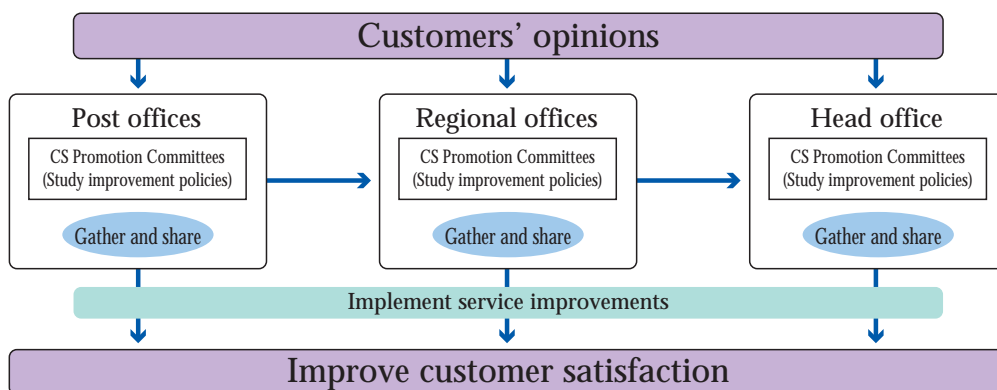 Customers’ opinions
Post offices
CS Promotion Committees
(Study improvement policies)
Gather and share
Regional offices
CS Promotion Committees
(Study improvement policies)
Gather and share
Head office
CS Promotion Committees
(Study improvement policies)
Gather and share
Implement service improvements
Improve customer satisfaction